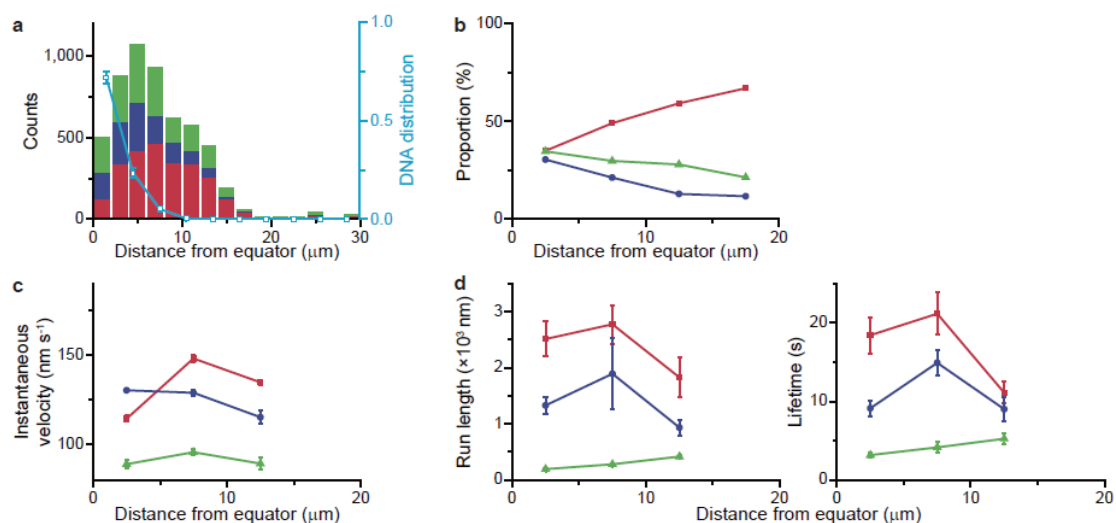 a
1,000
500
0
Counts
1.0
0.5
0.0
DNA distribution
0 10 20 30
Distance from equator (μm)
b
100
50
0
Proportion (%)
0 10 20
Distance from equator (μm)
c
150
100
Instantaneous
velocity (nm s⁻¹)
0 10 20
Distance from equator (μm)
d
3
2
1
0
Run length (×10³ nm)
0 10 20
20
10
0
Lifetime (s)
0 10 20
Distance from equator (μm)